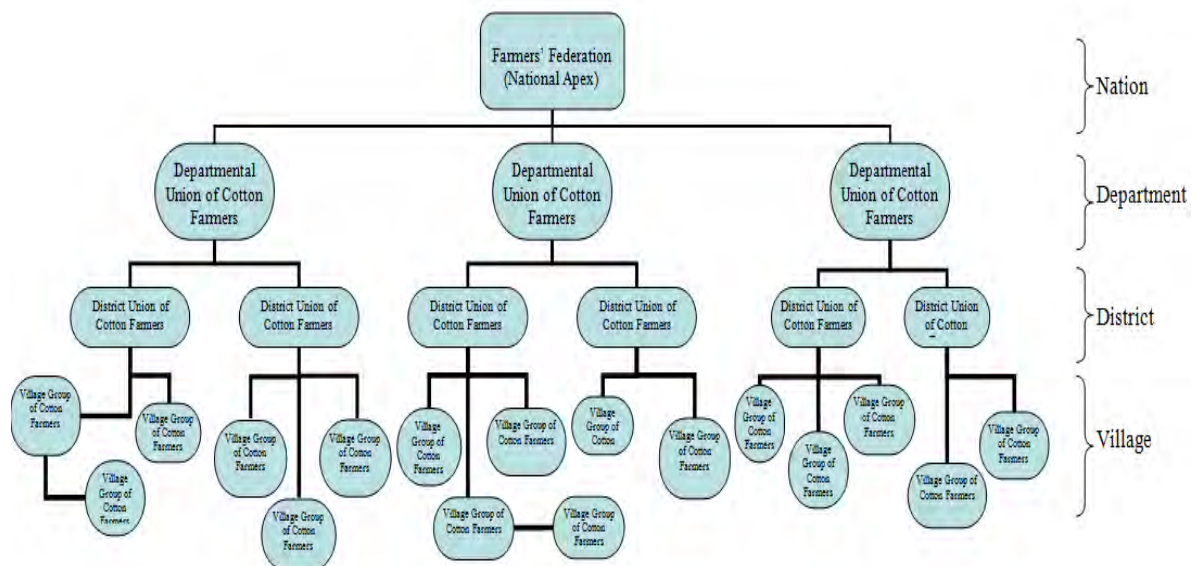 Farmers' Federation
(National Apex)
Nation
Departmental
Union of Cotton
Farmers
Departmental
Union of Cotton
Farmers
Departmental
Union of Cotton
Farmers
Department
District Union of
Cotton Farmers
District Union of
Cotton Farmers
District Union of
Cotton Farmers
District Union of
Cotton Farmers
District Union of
Cotton Farmers
District Union
of Cotton
District
Village Group
of Cotton
Farmers
Village Group
of Cotton
Farmers
Village
Group of
Cotton
Farmers
Village Group
of Cotton
Farmers
Village Group
of Cotton
Farmers
Village Group
of Cotton
Farmers
Village
Group of
Cotton
Farmers
Village Group of
Cotton Farmers
Village Group of
Cotton Farmers
Village Group
of Cotton
Farmers
Village
Group of
Cotton
Village Group
of Cotton
Farmers
Village
Group of
Cotton
Farmers
Village
Group of
Cotton
Farmers
Village Group
of Cotton
Farmers
Village Group of
Cotton Farmers
Village Group
of Cotton
Farmers
Village